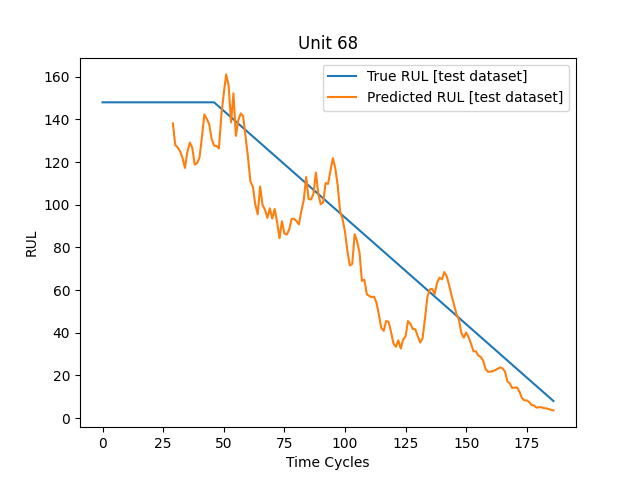 Unit 68
True RUL [test dataset]
Predicted RUL [test dataset]
160
140
120
100
80
60
40
20
0
RUL
0 25 50 75 100 125 150 175
Time Cycles